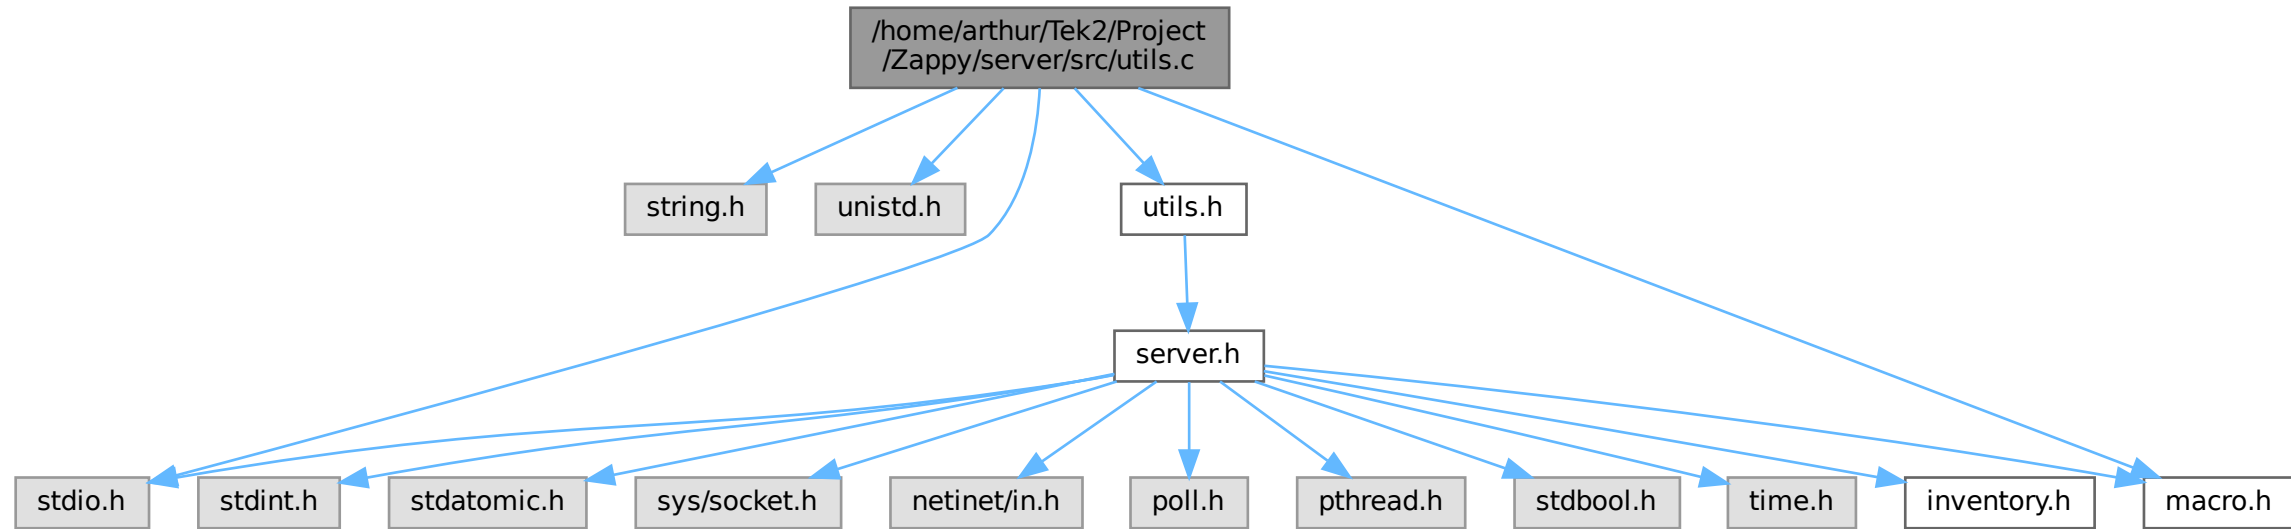 /home/arthur/Tek2/Project
/Zappy/server/src/utils.c
string.h
unistd.h
utils.h
server.h
stdio.h
stdint.h
stdatomic.h
sys/socket.h
netinet/in.h
poll.h
pthread.h
stdbool.h
time.h
inventory.h
macro.h